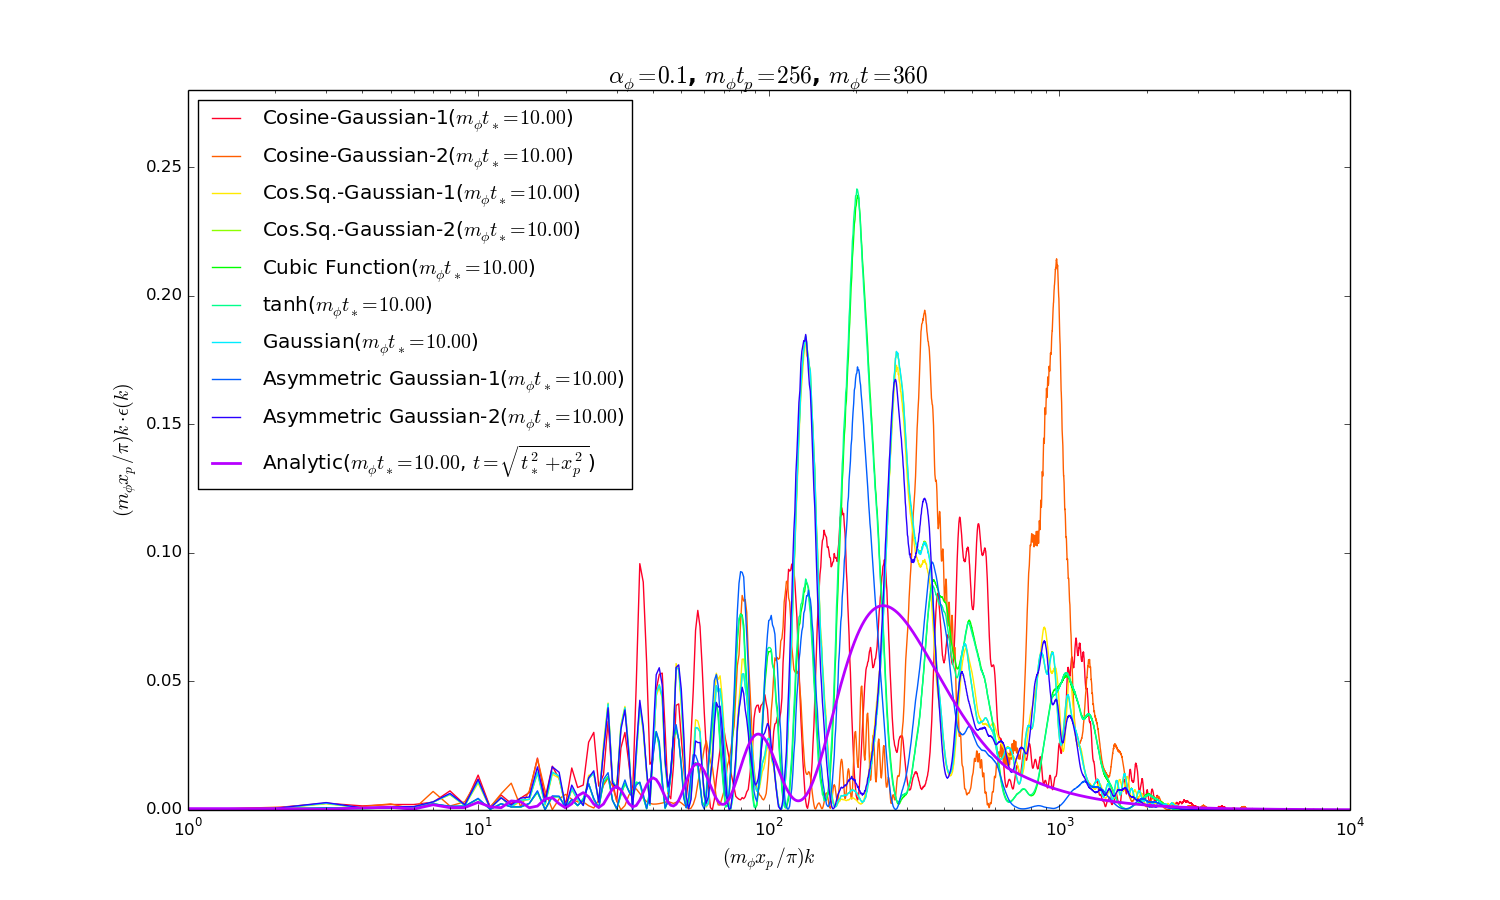 α_ϕ=0.1, m_ϕt_p=256, m_ϕt=360
Cosine-Gaussian-1(m_ϕt_*=10.00)
Cosine-Gaussian-2(m_ϕt_*=10.00)
Cos.Sq.-Gaussian-1(m_ϕt_*=10.00)
Cos.Sq.-Gaussian-2(m_ϕt_*=10.00)
Cubic Function(m_ϕt_*=10.00)
tanh(m_ϕt_*=10.00)
Gaussian(m_ϕt_*=10.00)
Asymmetric Gaussian-1(m_ϕt_*=10.00)
Asymmetric Gaussian-2(m_ϕt_*=10.00)
Analytic(m_ϕt_*=10.00, t=√(t_*^2+x_p^2))
(m_ϕx_p/π)k·ϵ(k)
0.25
0.20
0.15
0.10
0.05
0.00
10^0 10^1 10^2 10^3 10^4
(m_ϕx_p/π)k